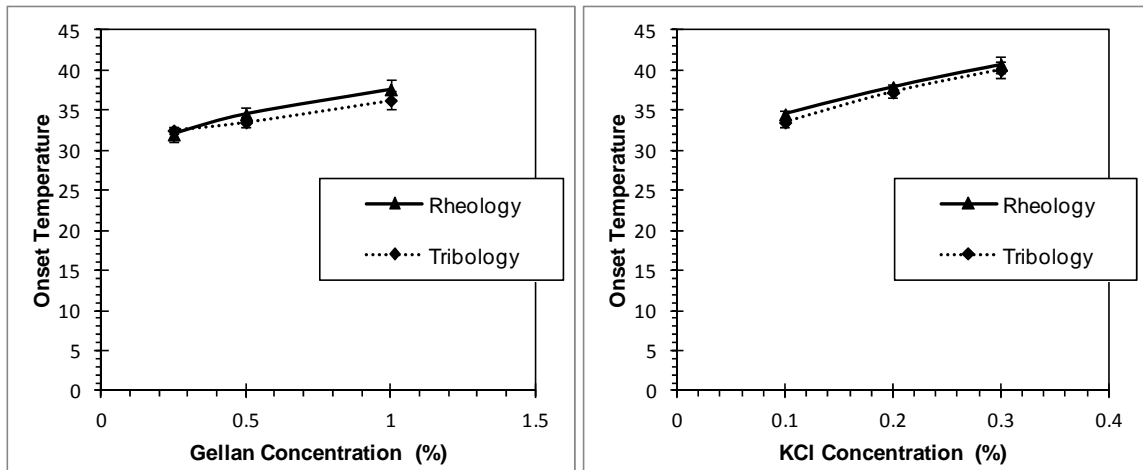 45
40
35
30
25
20
15
10
5
0
Onset Temperature
Rheology
Tribology
0 0.5 1 1.5
Gellan Concentration (%)
45
40
35
30
25
20
15
10
5
0
Onset Temperature
Rheology
Tribology
0 0.1 0.2 0.3 0.4
KCl Concentration (%)